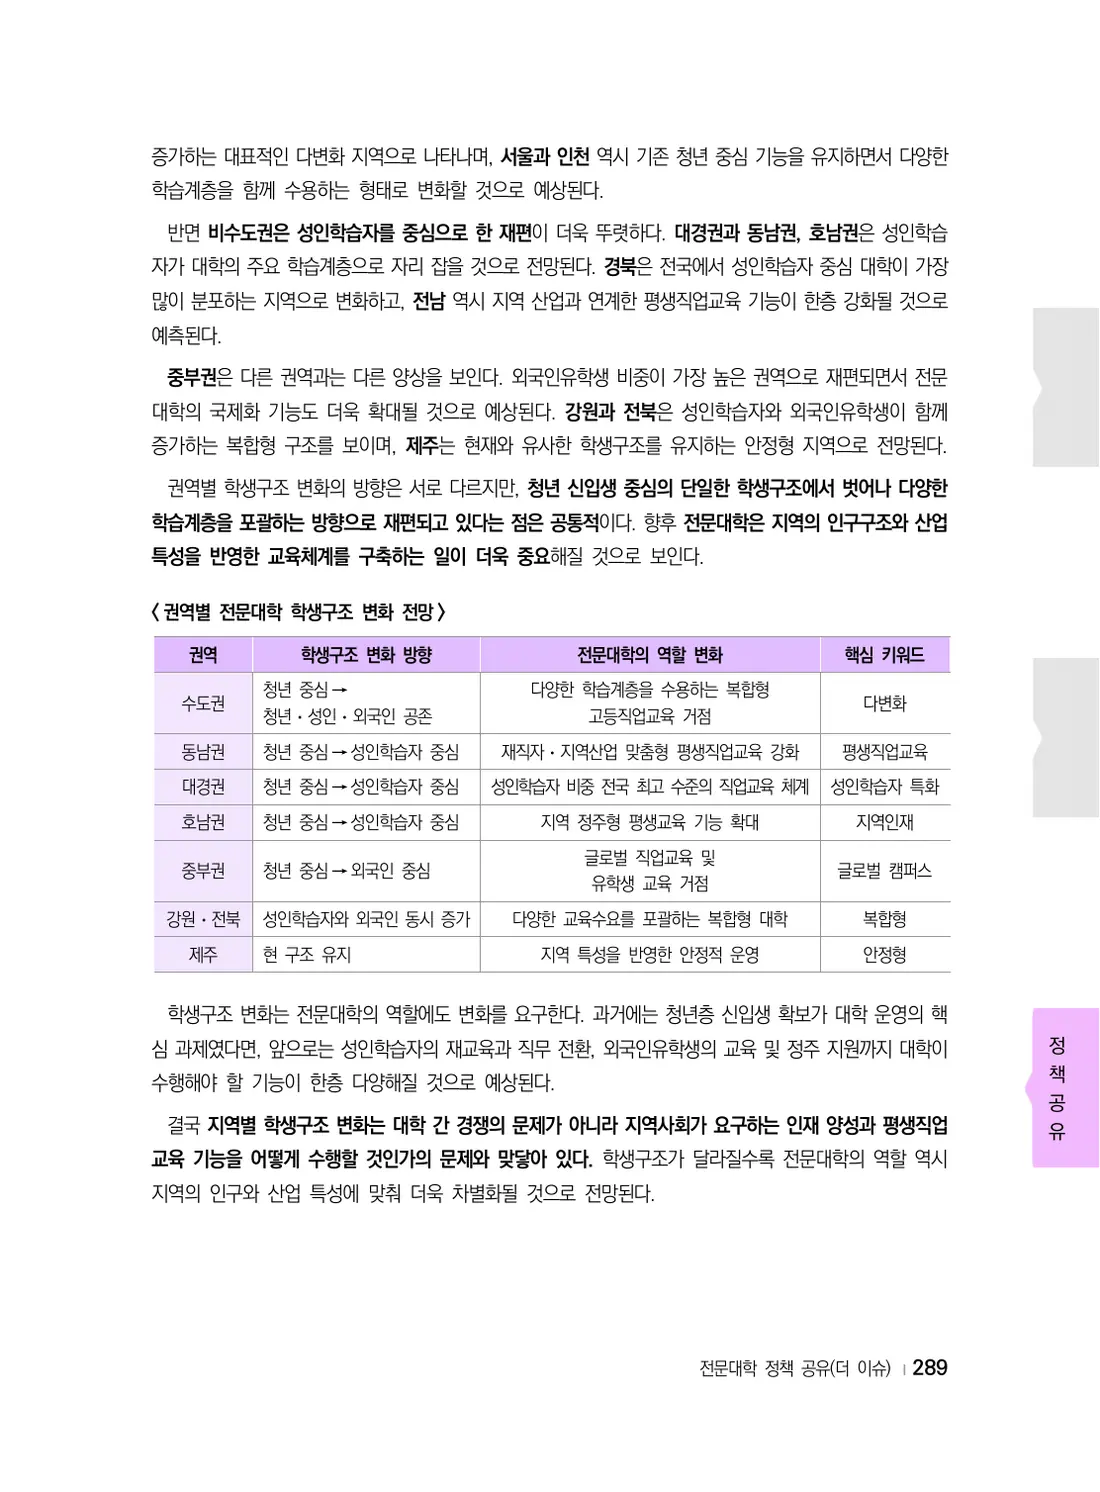 증가하는 대표적인 다변화 지역으로 나타나며, 서울과 인천 역시 기존 청년 중심 기능을 유지하면서 다양한
학습계층을 함께 수용하는 형태로 변화할 것으로 예상된다.
반면 비수도권은 성인학습자를 중심으로 한 재편이 더욱 뚜렷하다. 대경권과 동남권, 호남권은 성인학습
자가 대학의 주요 학습계층으로 자리 잡을 것으로 전망된다. 경북은 전국에서 성인학습자 중심 대학이 가장
많이 분포하는 지역으로 변화하고, 전남 역시 지역 산업과 연계한 평생직업교육 기능이 한층 강화될 것으로
예측된다.
중부권은 다른 권역과는 다른 양상을 보인다. 외국인유학생 비중이 가장 높은 권역으로 재편되면서 전문
대학의 국제화 기능도 더욱 확대될 것으로 예상된다. 강원과 전북은 성인학습자와 외국인유학생이 함께
증가하는 복합형 구조를 보이며, 제주는 현재와 유사한 학생구조를 유지하는 안정형 지역으로 전망된다.
권역별 학생구조 변화의 방향은 서로 다르지만, 청년 신입생 중심의 단일한 학생구조에서 벗어나 다양한
학습계층을 포괄하는 방향으로 재편되고 있다는 점은 공통적이다. 향후 전문대학은 지역의 인구구조와 산업
특성을 반영한 교육체계를 구축하는 일이 더욱 중요해질 것으로 보인다.
〈권역별 전문대학 학생구조 변화 전망〉
권역 학생구조 변화 방향 전문대학의 역할 변화 핵심 키워드
수도권 청년 중심→ 다양한 학습계층을 수용하는 복합형 다변화
청년·성인·외국인 공존 고등직업교육 거점
동남권 청년 중심→성인학습자 중심 재직자·지역산업 맞춤형 평생직업교육 강화 평생직업교육
대경권 청년 중심→성인학습자 중심 성인학습자 비중 전국 최고 수준의 직업교육 체계 성인학습자 특화
호남권 청년 중심→성인학습자 중심 지역 정주형 평생교육 기능 확대 지역인재
중부권 청년 중심→외국인 중심 글로벌 직업교육 및 글로벌 캠퍼스
유학생 교육 거점
강원·전북 성인학습자와 외국인 동시 증가 다양한 교육수요를 포괄하는 복합형 대학 복합형
제주 현 구조 유지 지역 특성을 반영한 안정적 운영 안정형
학생구조 변화는 전문대학의 역할에도 변화를 요구한다. 과거에는 청년층 신입생 확보가 대학 운영의 핵
심 과제였다면, 앞으로는 성인학습자의 재교육과 직무 전환, 외국인유학생의 교육 및 정주 지원까지 대학이
수행해야 할 기능이 한층 다양해질 것으로 예상된다.
결국 지역별 학생구조 변화는 대학 간 경쟁의 문제가 아니라 지역사회가 요구하는 인재 양성과 평생직업
교육 기능을 어떻게 수행할 것인가의 문제와 맞닿아 있다. 학생구조가 달라질수록 전문대학의 역할 역시
지역의 인구와 산업 특성에 맞춰 더욱 차별화될 것으로 전망된다.
정
책
공
유
전문대학 정책 공유(더 이슈) | 289